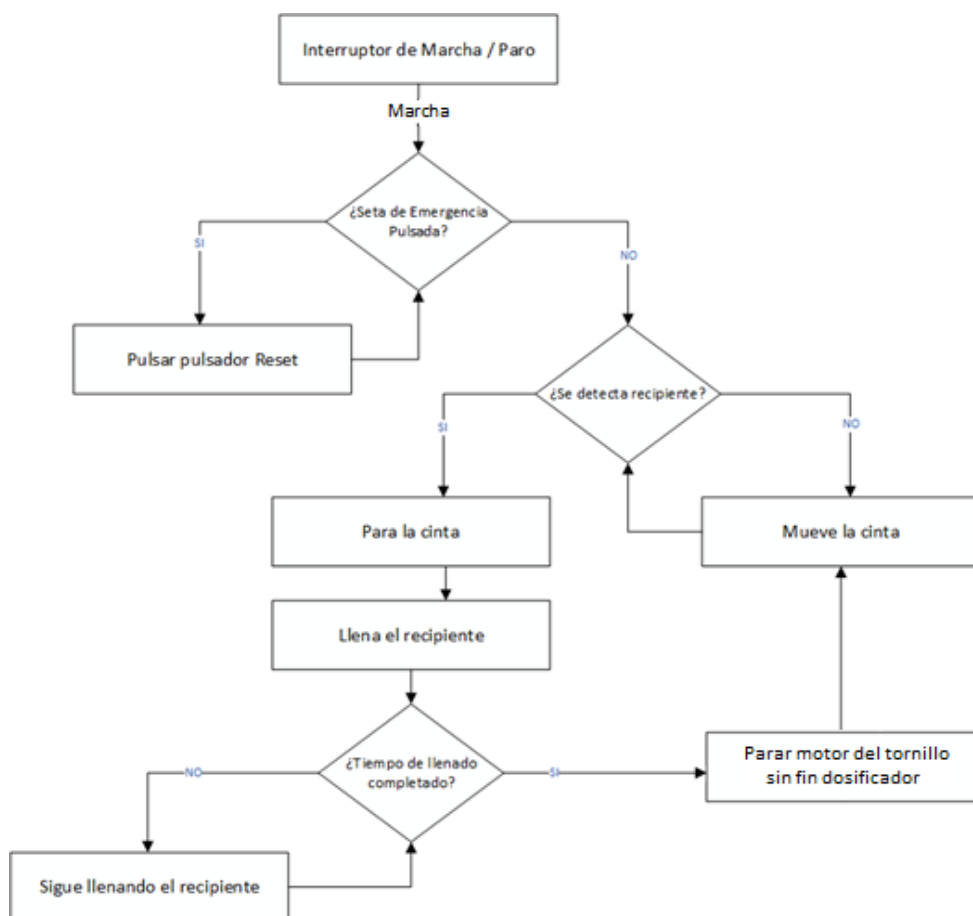 Interruptor de Marcha / Paro
Marcha
¿Seta de Emergencia
Pulsada?
SI
NO
Pulsar pulsador Reset
¿Se detecta recipiente?
SI
NO
Para la cinta
Mueve la cinta
Llena el recipiente
¿Tiempo de llenado
completado?
NO
SI
Parar motor del tornillo
sin fin dosificador
Sigue llenando el recipiente